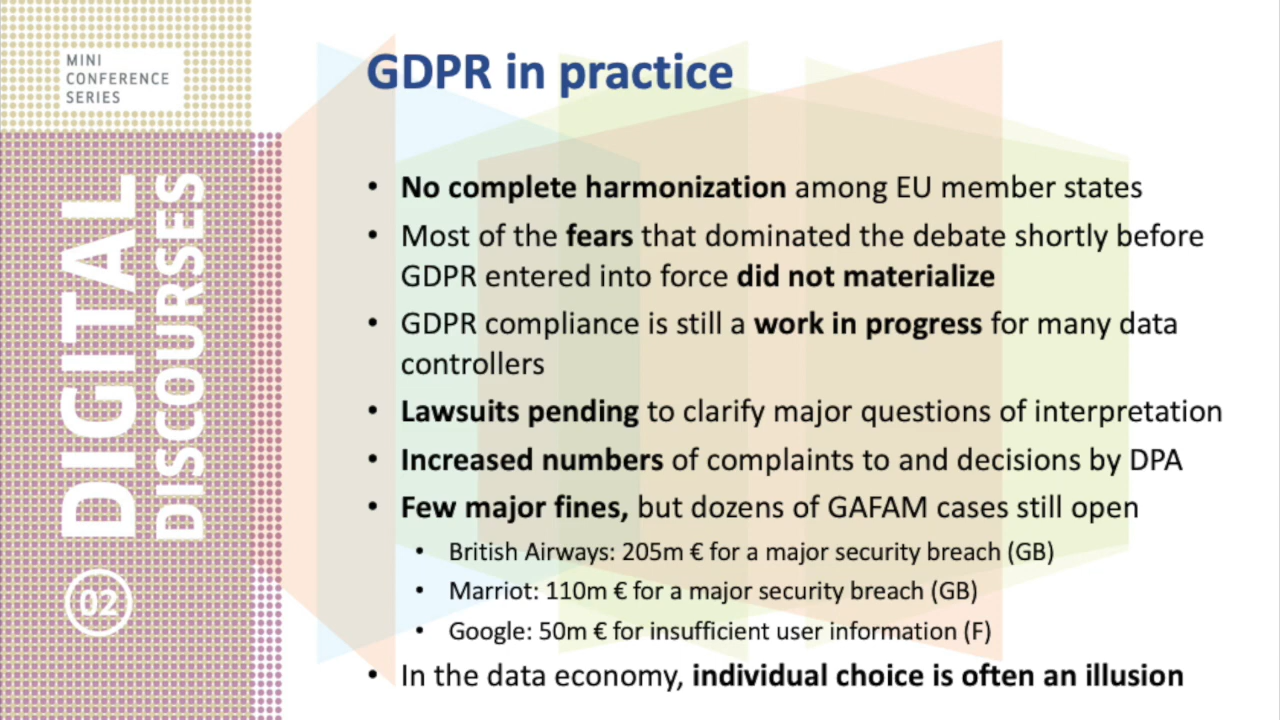 MINI
CONFERENCE
SERIES
DIGITAL
DISCOURSES
02
GDPR in practice
• No complete harmonization among EU member states
• Most of the fears that dominated the debate shortly before
GDPR entered into force did not materialize
• GDPR compliance is still a work in progress for many data
controllers
• Lawsuits pending to clarify major questions of interpretation
• Increased numbers of complaints to and decisions by DPA
• Few major fines, but dozens of GAFAM cases still open
• British Airways: 205m € for a major security breach (GB)
• Marriot: 110m € for a major security breach (GB)
• Google: 50m € for insufficient user information (F)
• In the data economy, individual choice is often an illusion